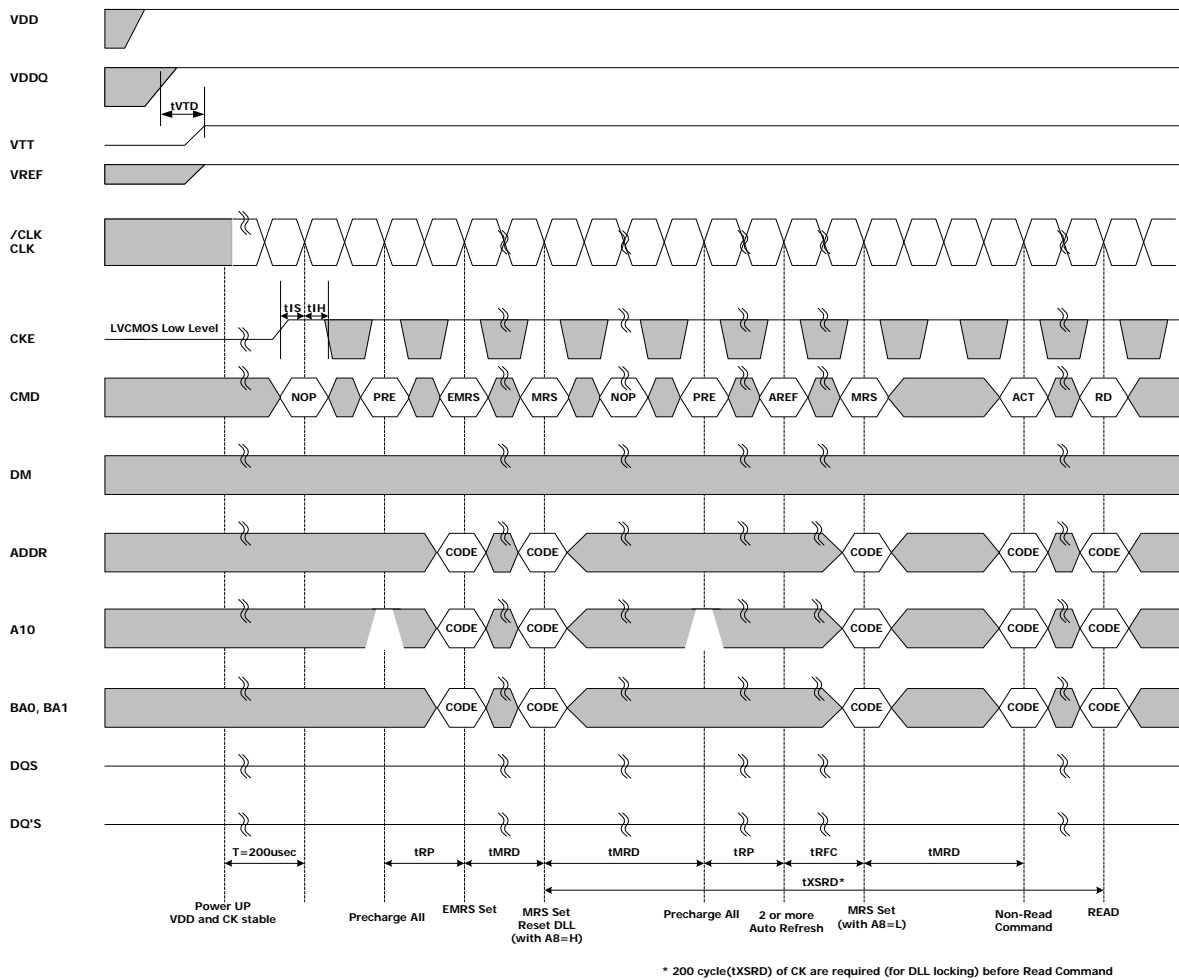 VDD
VDDQ
tVTD
VTT
VREF
/CLK
CLK
tIS tIH
LVCMOS Low Level
CKE
CMD NOP PRE EMRS MRS NOP PRE AREF MRS ACT RD
DM
ADDR CODE CODE CODE CODE CODE
A10 CODE CODE CODE CODE CODE
BA0, BA1 CODE CODE CODE CODE CODE
DQS
DQ'S
T=200usec tRP tMRD tMRD tRP tRFC tMRD
tXSRD*
Power UP
VDD and CK stable
Precharge All
EMRS Set
MRS Set
Reset DLL
(with A8=H)
Precharge All
2 or more
Auto Refresh
MRS Set
(with A8=L)
Non-Read
Command
READ
* 200 cycle(tXSRD) of CK are required (for DLL locking) before Read Command